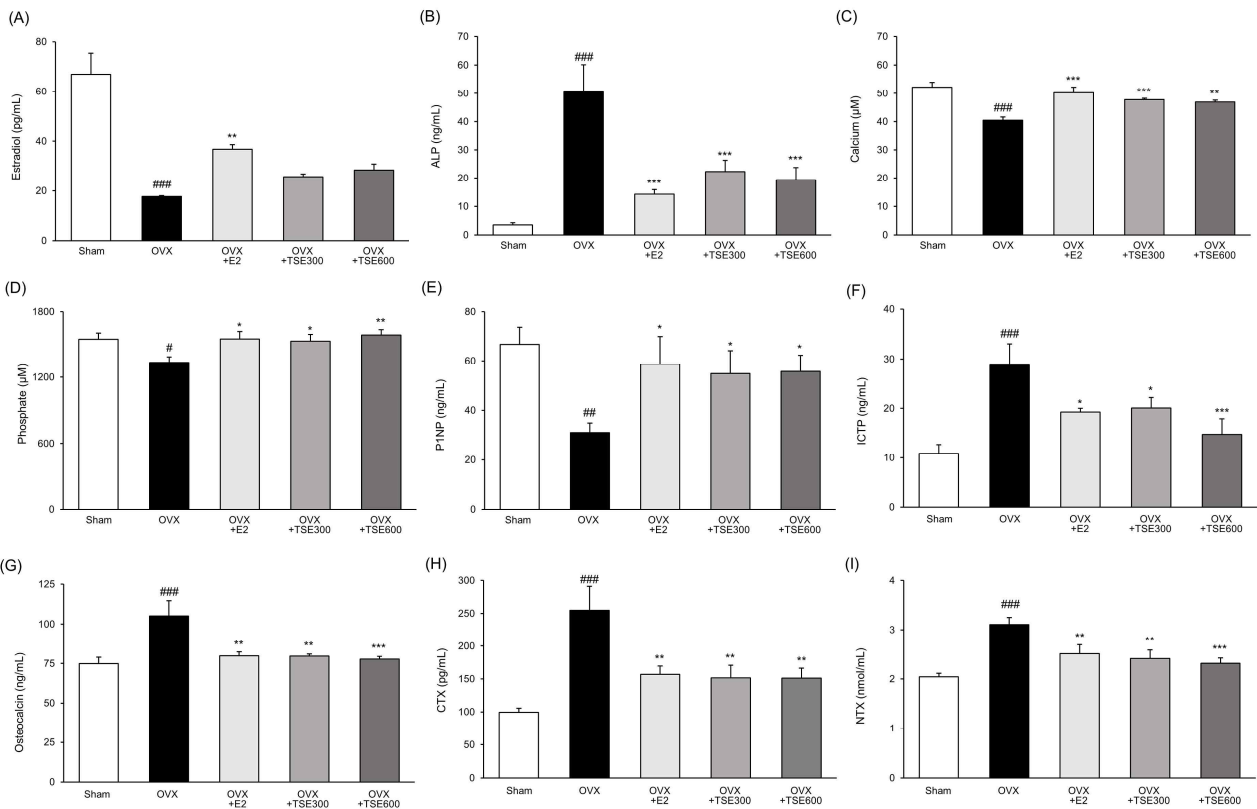 (A)
Estradiol (pg/mL)
80
60
40
20
0
###
**
Sham
OVX
OVX
+E2
OVX
+TSE300
OVX
+TSE600
(B)
ALP (ng/mL)
70
60
50
40
30
20
10
0
###
***
***
***
Sham
OVX
OVX
+E2
OVX
+TSE300
OVX
+TSE600
(C)
Calcium (µM)
70
60
50
40
30
20
10
0
###
***
***
**
Sham
OVX
OVX
+E2
OVX
+TSE300
OVX
+TSE600
(D)
Phosphate (µM)
1800
1200
600
0
#
*
*
**
Sham
OVX
OVX
+E2
OVX
+TSE300
OVX
+TSE600
(E)
P1NP (ng/mL)
80
60
40
20
0
##
*
*
*
Sham
OVX
OVX
+E2
OVX
+TSE300
OVX
+TSE600
(F)
ICTP (ng/mL)
40
30
20
10
0
###
*
*
***
Sham
OVX
OVX
+E2
OVX
+TSE300
OVX
+TSE600
(G)
Osteocalcin (ng/mL)
125
100
75
50
25
0
###
**
**
***
Sham
OVX
OVX
+E2
OVX
+TSE300
OVX
+TSE600
(H)
CTX (pg/mL)
300
250
200
150
100
50
0
###
**
**
**
Sham
OVX
OVX
+E2
OVX
+TSE300
OVX
+TSE600
(I)
NTX (nmol/mL)
4
3
2
1
0
###
**
**
***
Sham
OVX
OVX
+E2
OVX
+TSE300
OVX
+TSE600